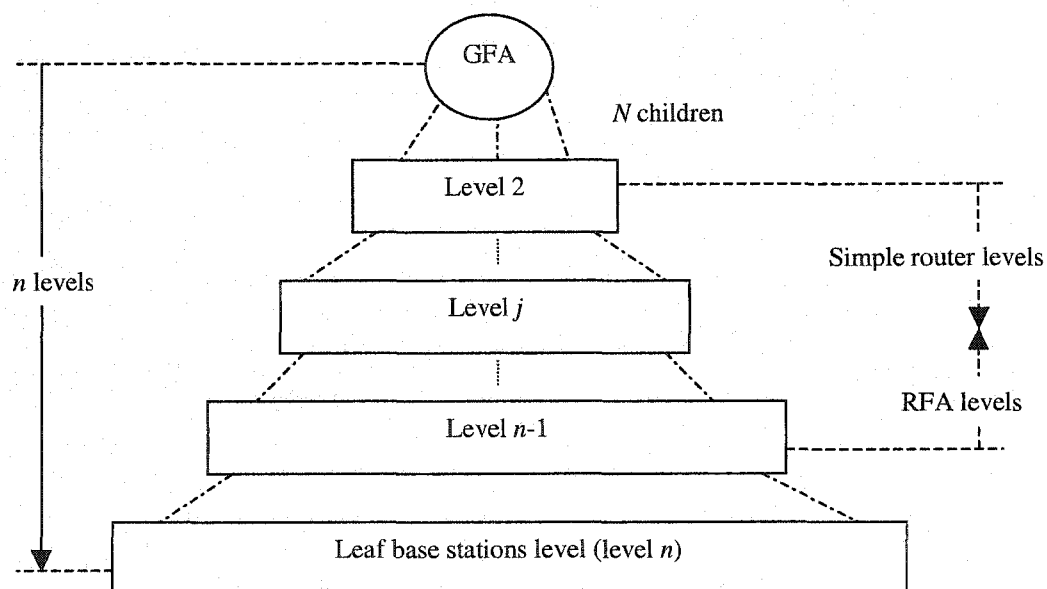 GFA
N children
Level 2
Simple router levels
n levels
Level j
RFA levels
Level n-1
Leaf base stations level (level n)